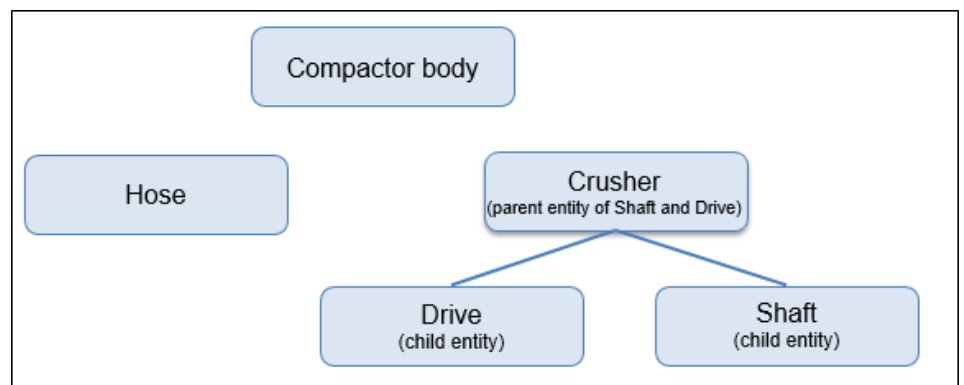 Compactor body
Hose
Crusher
(parent entity of Shaft and Drive)
Drive
(child entity)
Shaft
(child entity)